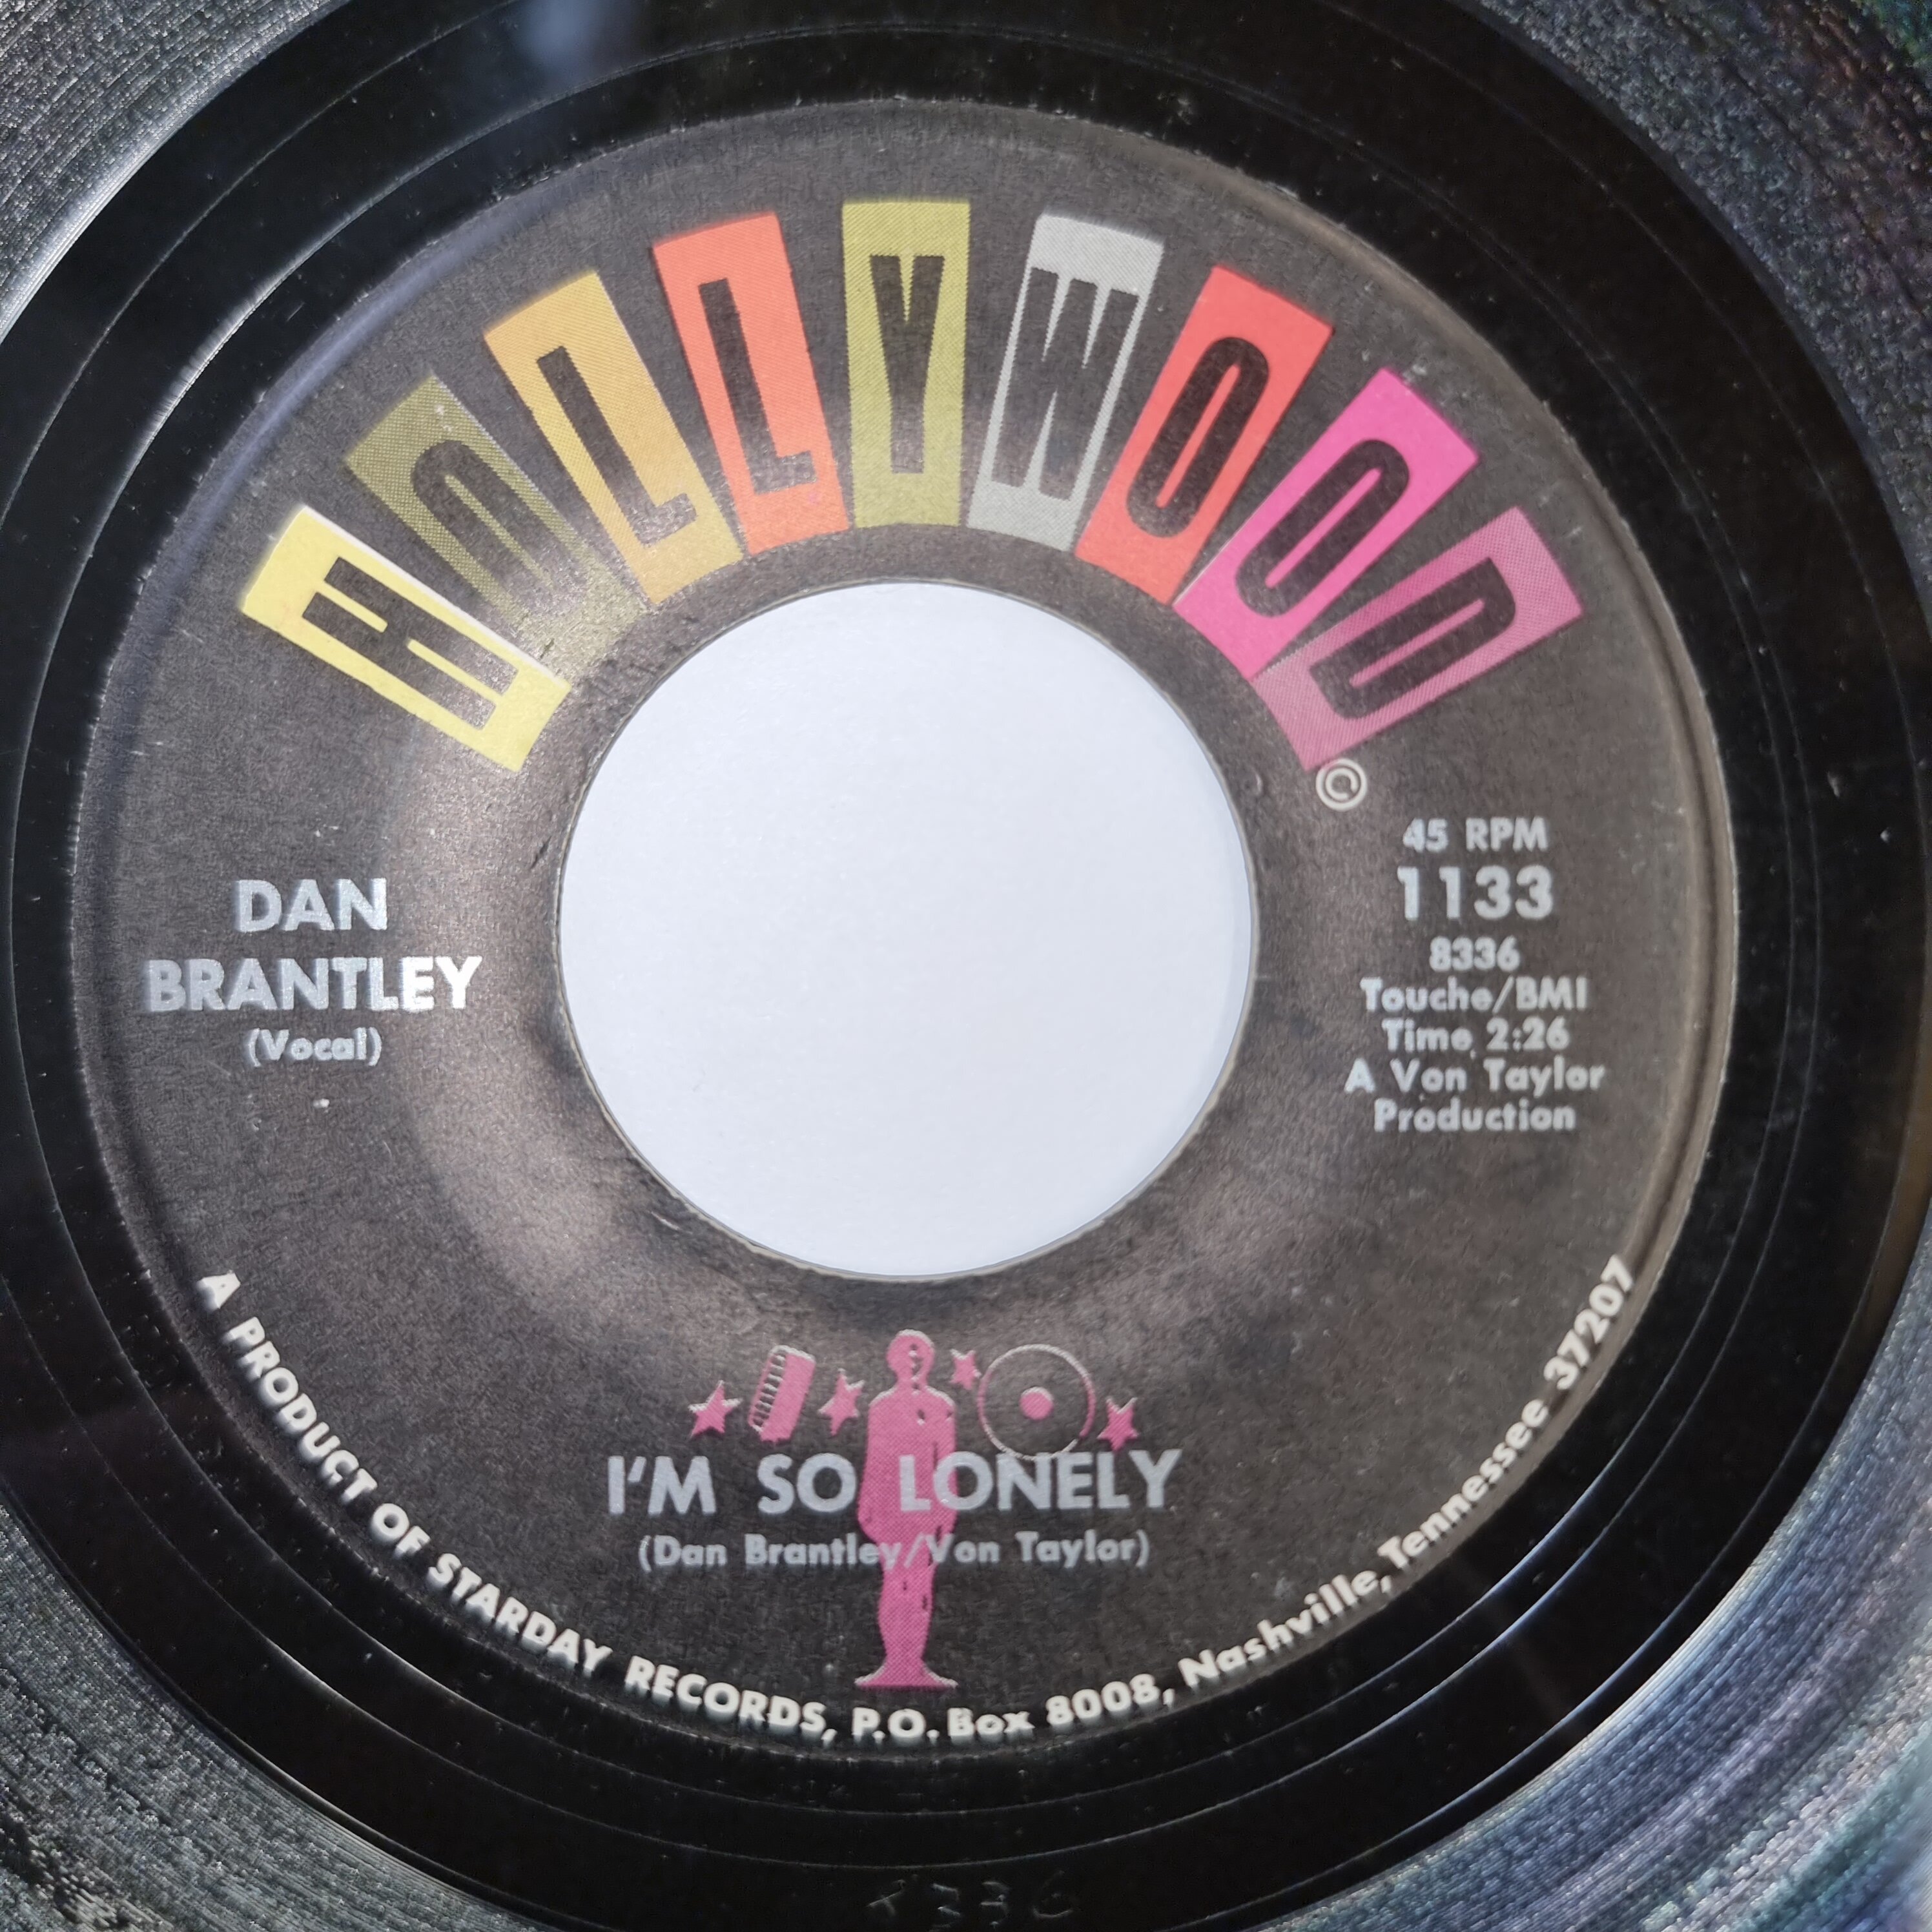 HOLLYWOOD
©
DAN
BRANTLEY
(Vocal)
45 RPM
1133
8336
Touche/BMI
Time 2:26
A Von Taylor
Production
I'M SO LONELY
(Dan Brantley/Von Taylor)
A PRODUCT OF STARDAY RECORDS, P.O. Box 8008, Nashville, Tennessee 37207
8336